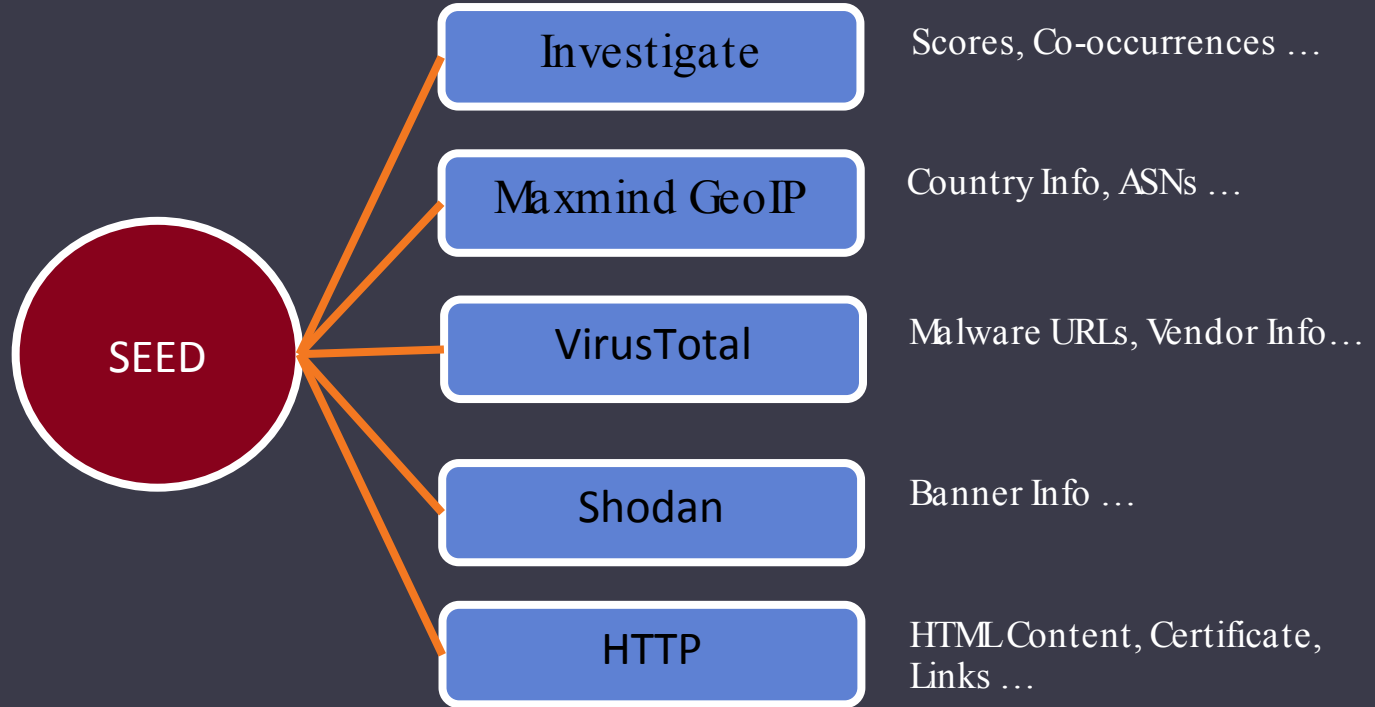 SEED
Investigate
Scores, Co-occurrences …
Maxmind GeoIP
Country Info, ASNs …
VirusTotal
Malware URLs, Vendor Info…
Shodan
Banner Info …
HTTP
HTML Content, Certificate,
Links …